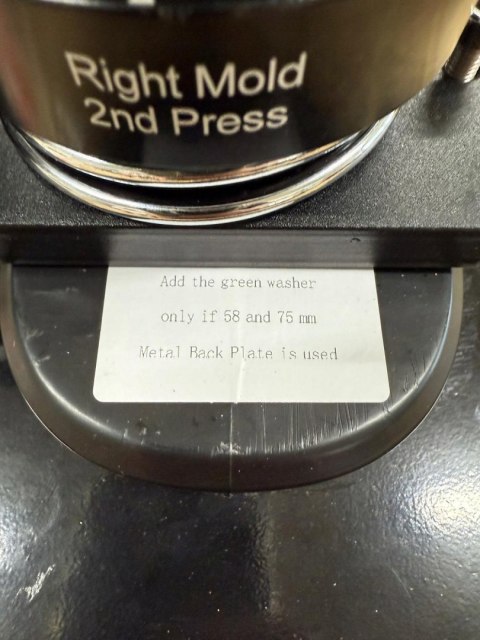 Right Mold
2nd Press
Add the green washer
only if 58 and 75 mm
Metal Back Plate is used